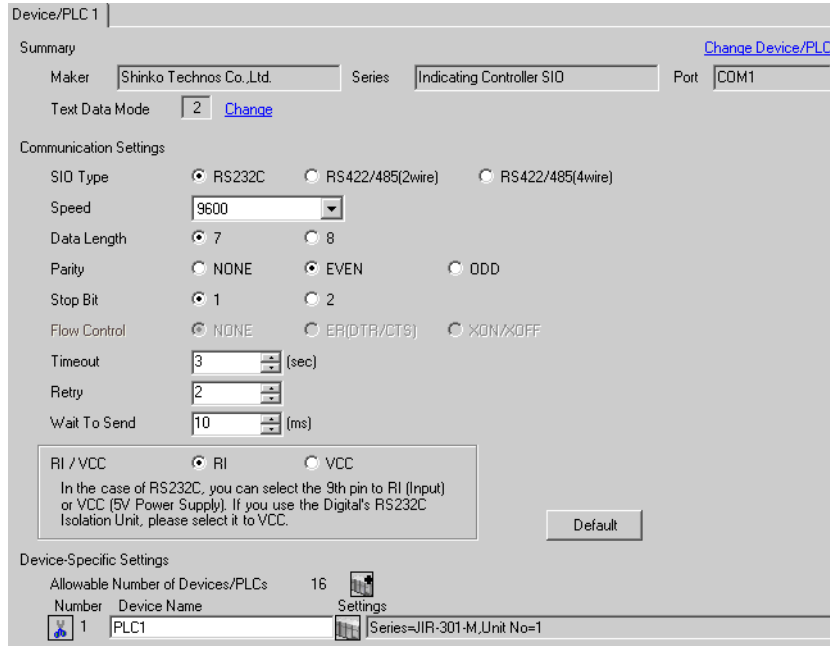 Device/PLC 1
Summary Change Device/PLC
Maker Shinko Technos Co.,Ltd. Series Indicating Controller SIO Port COM1
Text Data Mode 2 Change
Communication Settings
SIO Type RS232C RS422/485(2wire) RS422/485(4wire)
Speed 9600
Data Length 7 8
Parity NONE EVEN ODD
Stop Bit 1 2
Flow Control NONE ER(DTR/CTS) XON/XOFF
Timeout 3 (sec)
Retry 2
Wait To Send 10 (ms)
RI / VCC RI VCC
In the case of RS232C, you can select the 9th pin to RI (Input)
or VCC (5V Power Supply). If you use the Digital's RS232C
Isolation Unit, please select it to VCC.
Default
Device-Specific Settings
Allowable Number of Devices/PLCs 16
Number Device Name Settings
1 PLC1 Series=JIR-301-M,Unit No=1